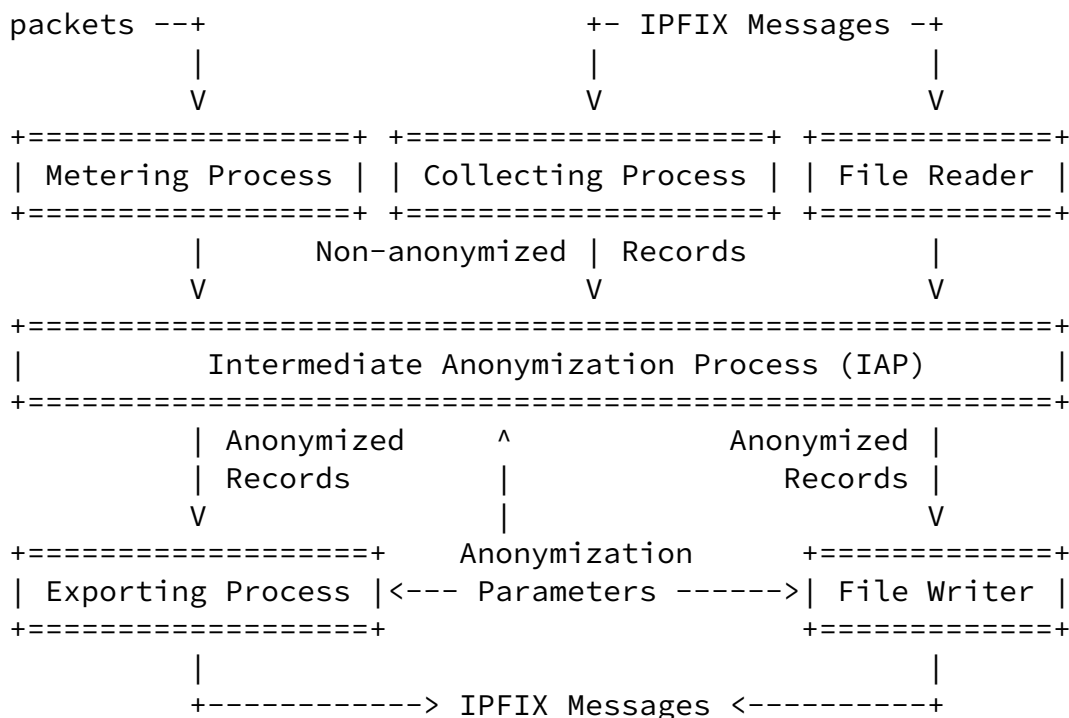 packets --+                     +- IPFIX Messages -+
          |                     |                  |
          V                     V                  V
+==================+ +====================+ +=============+
| Metering Process | | Collecting Process | | File Reader |
+==================+ +====================+ +=============+
          |      Non-anonymized | Records          |
          V                     V                  V
+=========================================================+
|          Intermediate Anonymization Process (IAP)       |
+=========================================================+
          | Anonymized     ^            Anonymized |
          | Records        |               Records |
          V                |                       V
+===================+    Anonymization      +=============+
| Exporting Process |<--- Parameters ------>| File Writer |
+===================+                       +=============+
          |                                        |
          +------------> IPFIX Messages <----------+